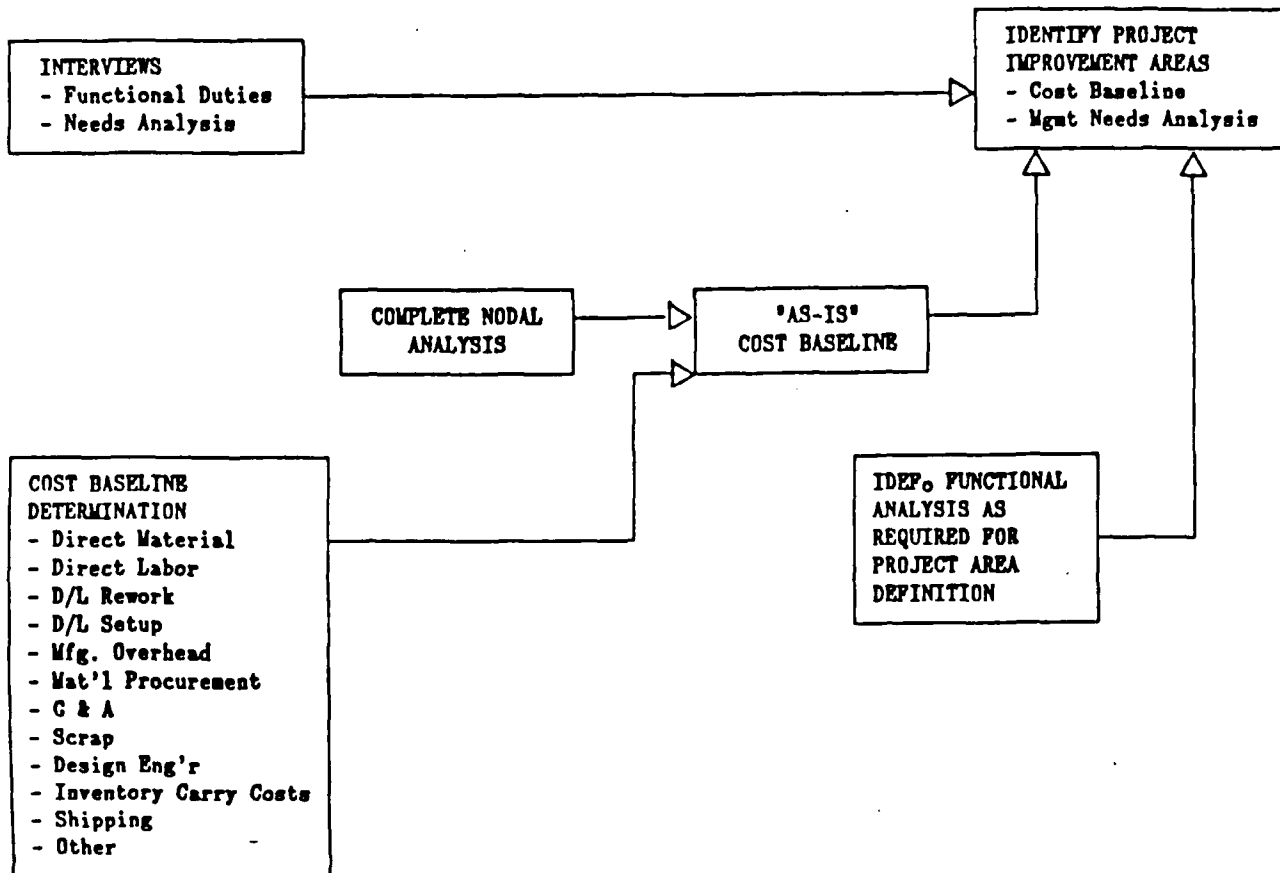 INTERVIEWS
- Functional Duties
- Needs Analysis
IDENTIFY PROJECT
IMPROVEMENT AREAS
- Cost Baseline
- Mgmt Needs Analysis
COMPLETE NODAL
ANALYSIS
"AS-IS"
COST BASELINE
COST BASELINE
DETERMINATION
- Direct Material
- Direct Labor
- D/L Rework
- D/L Setup
- Mfg. Overhead
- Mat'l Procurement
- G & A
- Scrap
- Design Eng'r
- Inventory Carry Costs
- Shipping
- Other
IDEF₀ FUNCTIONAL
ANALYSIS AS
REQUIRED FOR
PROJECT AREA
DEFINITION